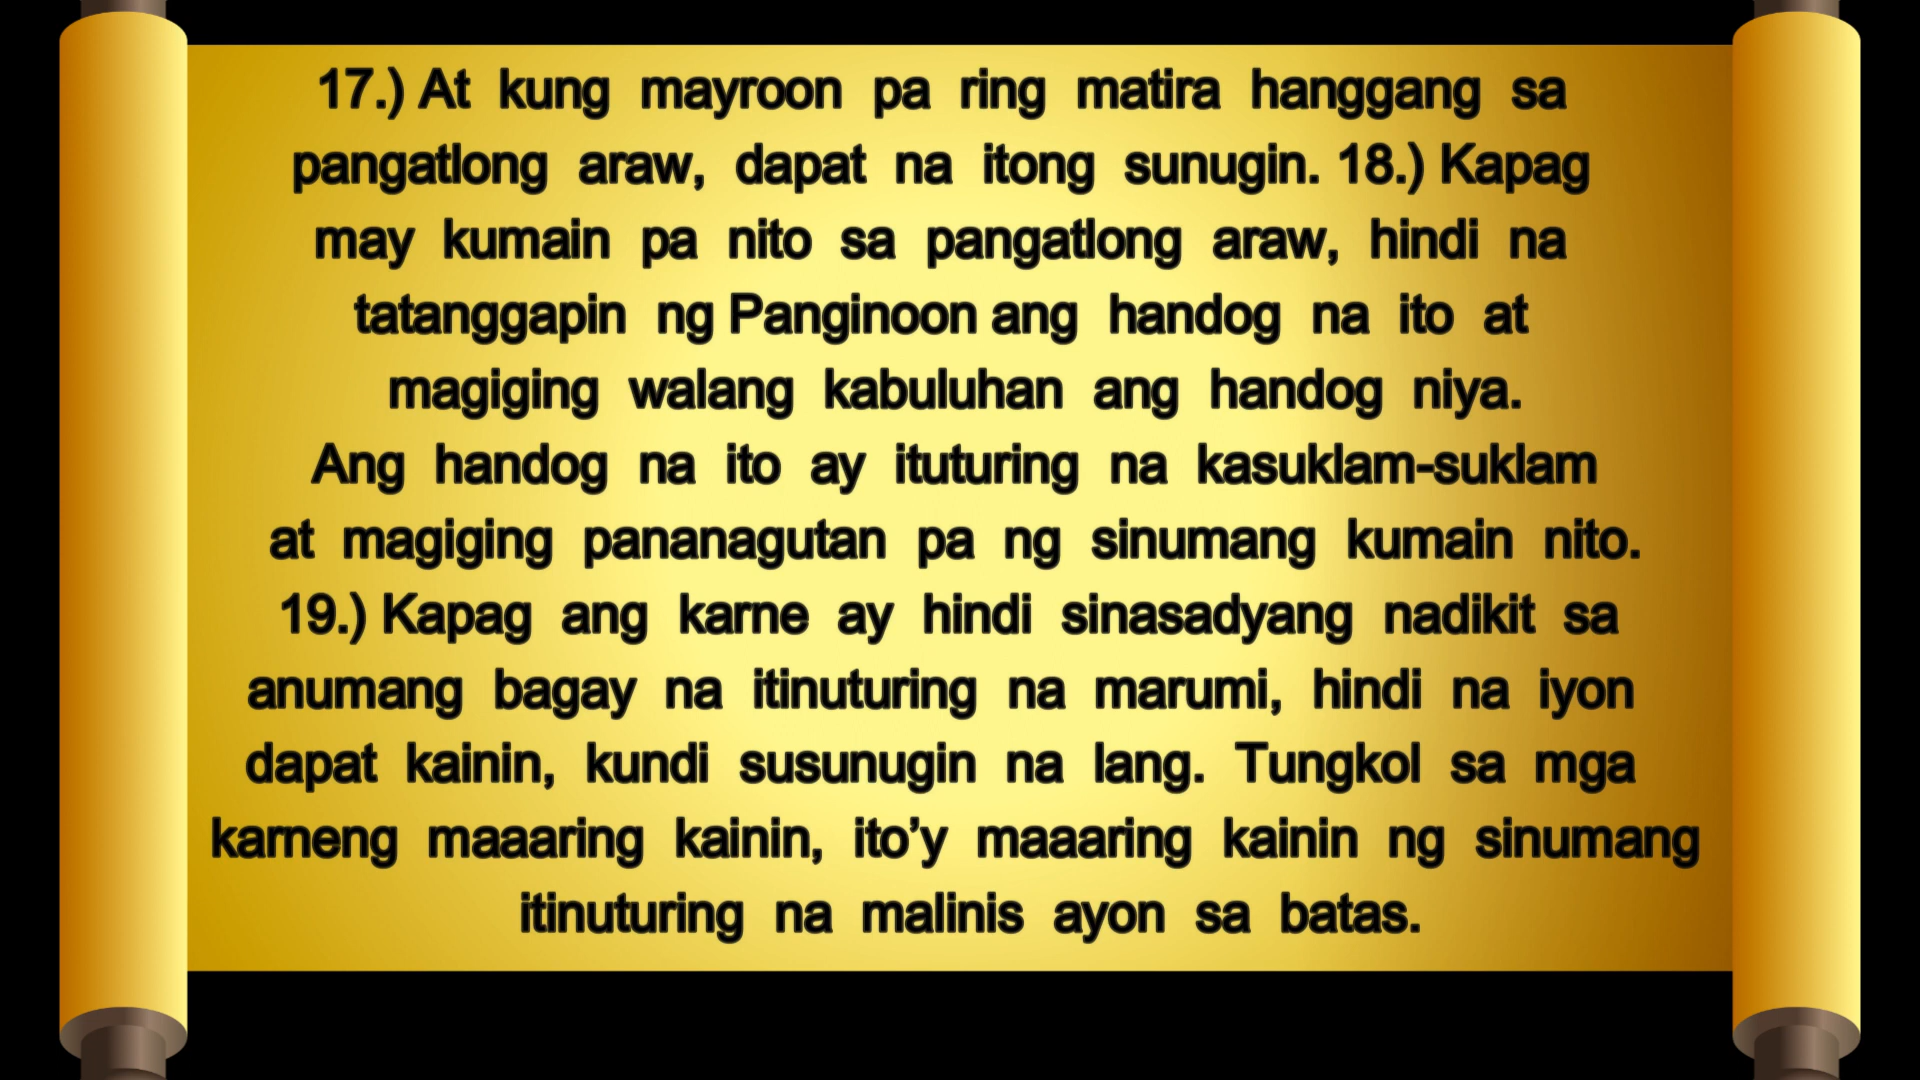 17.) At kung mayroon pa ring matira hanggang sa
pangatlong araw, dapat na itong sunugin. 18.) Kapag
may kumain pa nito sa pangatlong araw, hindi na
tatanggapin ng Panginoon ang handog na ito at
magiging walang kabuluhan ang handog niya.
Ang handog na ito ay ituturing na kasuklam-suklam
at magiging pananagutan pa ng sinumang kumain nito.
19.) Kapag ang karne ay hindi sinasadyang nadikit sa
anumang bagay na itinuturing na marumi, hindi na iyon
dapat kainin, kundi susunugin na lang. Tungkol sa mga
karneng maaaring kainin, ito’y maaaring kainin ng sinumang
itinuturing na malinis ayon sa batas.